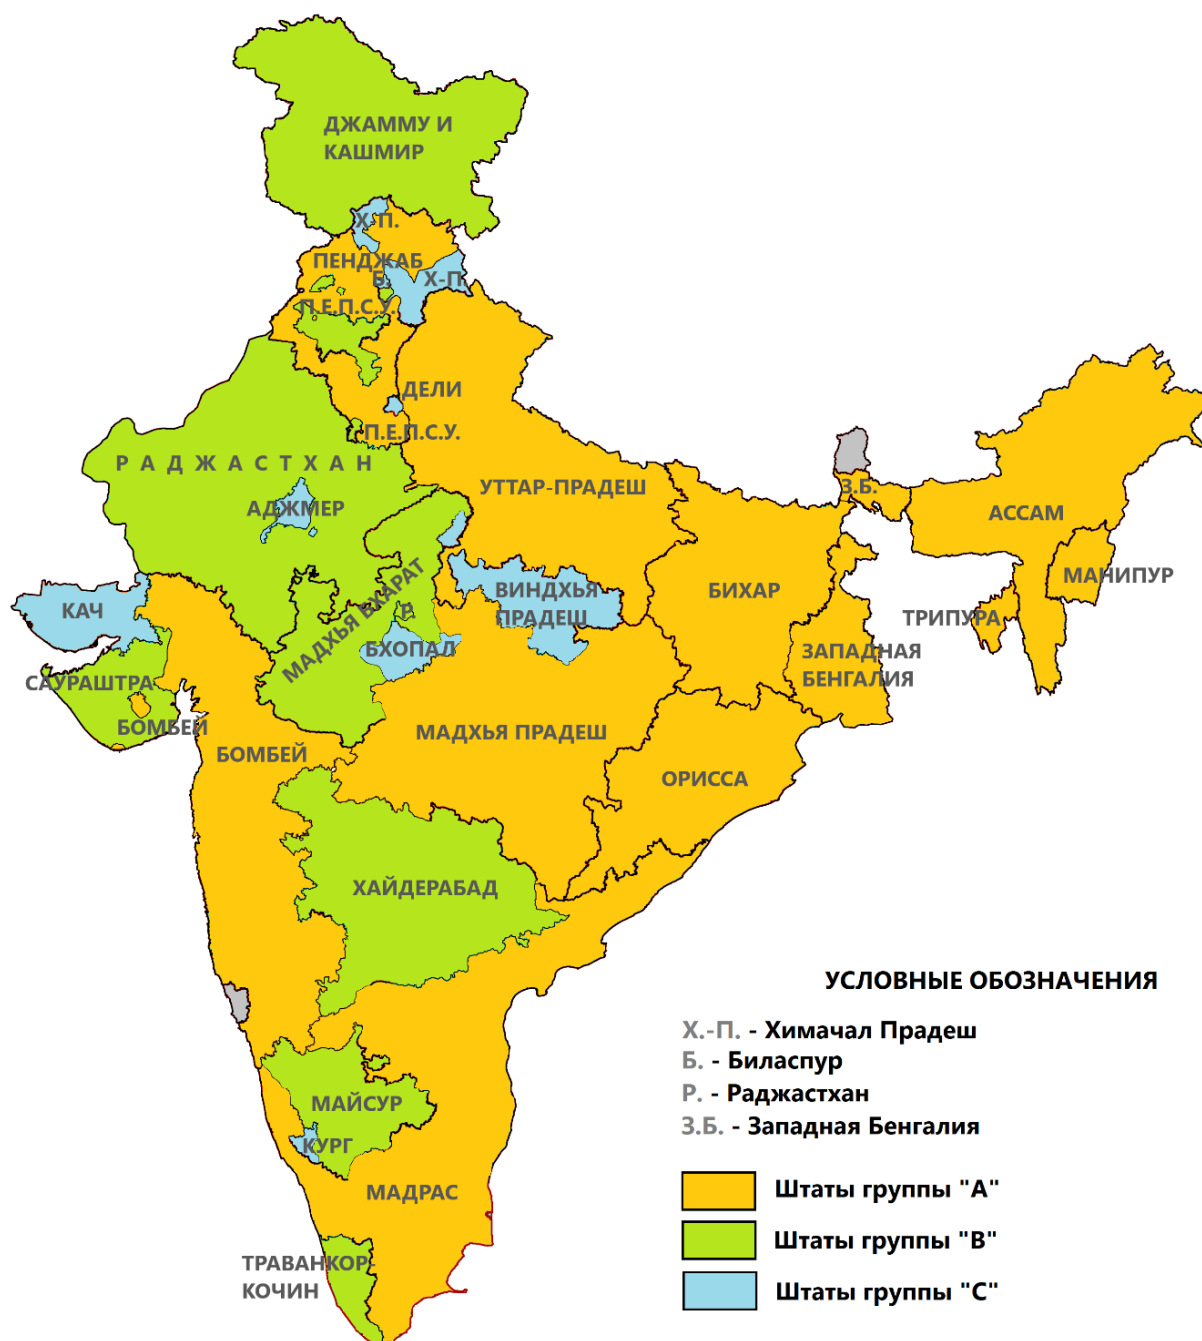 ДЖАММУ И
КАШМИР
Х-П.
ПЕНДЖАБ
Б.
Х-П.
П.Е.П.С.У.
ДЕЛИ
П.Е.П.С.У.
РАДЖАСТХАН
АДЖМЕР
УТТАР-ПРАДЕШ
З.Б.
АССАМ
МАНИПУР
ТРИПУРА
БИХАР
ВИНДХЬЯ
ПРАДЕШ
КАЧ
МАДХЬЯ БХАРАТ
Р.
БХОПАЛ
ЗАПАДНАЯ
БЕНГАЛИЯ
САУРАШТРА
БОМБЕЙ
БОМБЕЙ
МАДХЬЯ ПРАДЕШ
ОРИССА
ХАЙДЕРАБАД
МАЙСУР
КУРГ
МАДРАС
ТРАВАНКОР-
КОЧИН
УСЛОВНЫЕ ОБОЗНАЧЕНИЯ
Х.-П. - Химачал Прадеш
Б. - Биласпур
Р. - Раджастхан
З.Б. - Западная Бенгалия
Штаты группы "А"
Штаты группы "В"
Штаты группы "С"